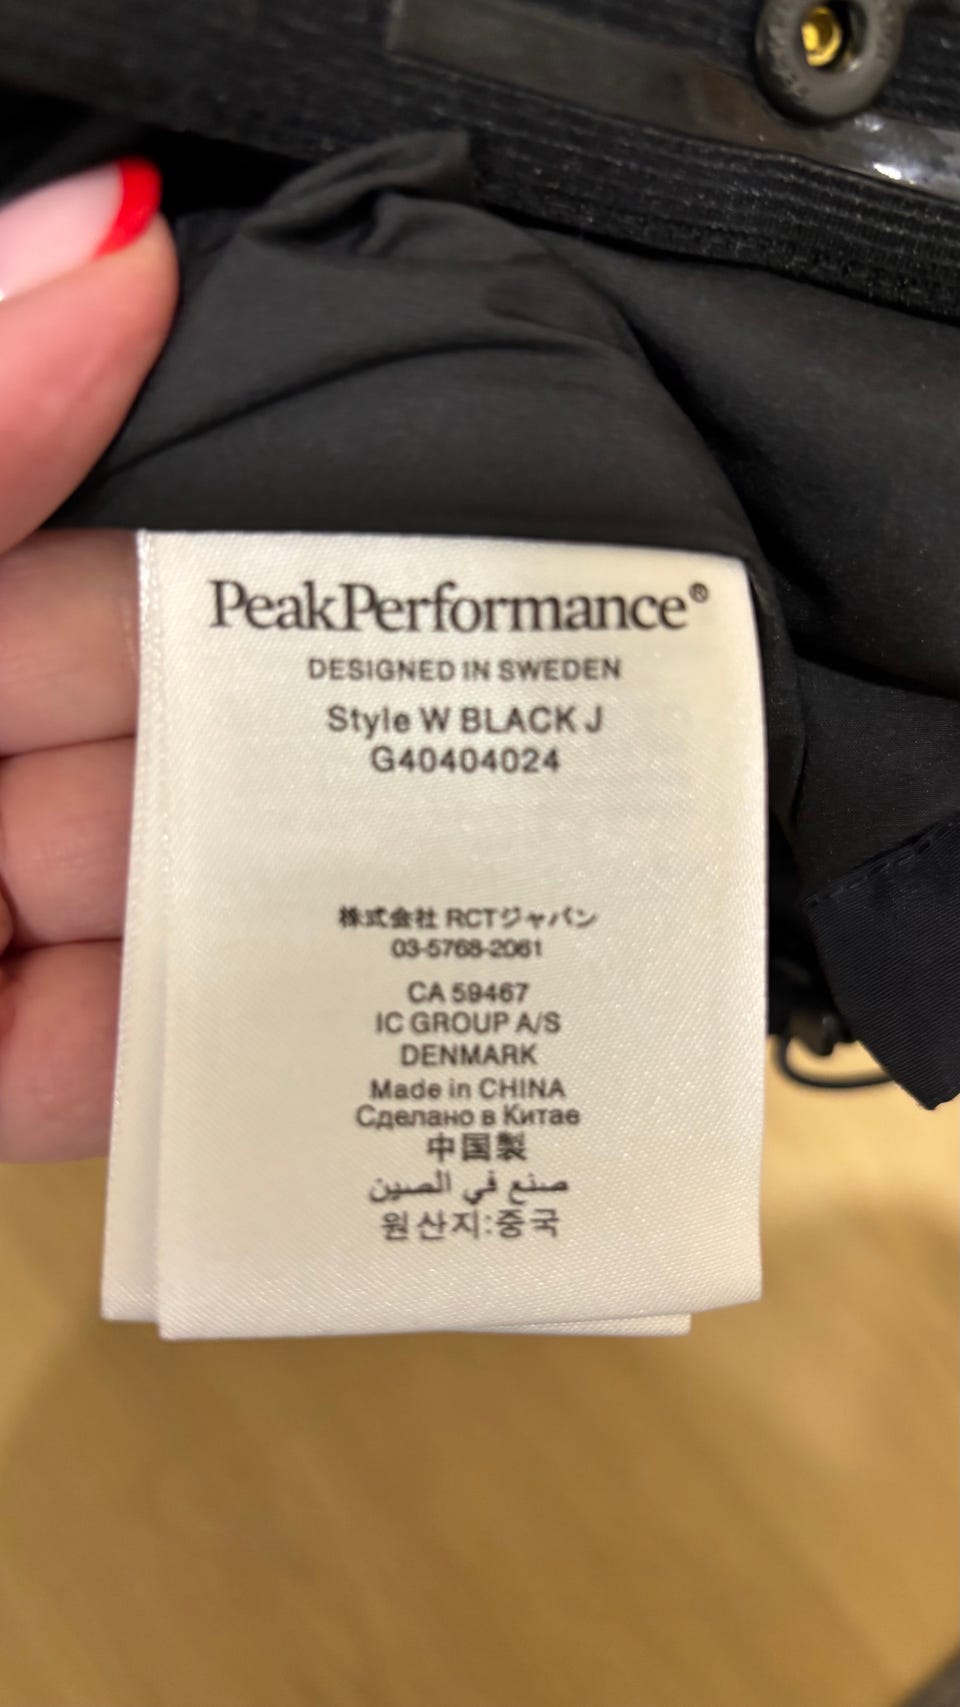 PeakPerformance®
DESIGNED IN SWEDEN
Style W BLACK J
G40404024
株式会社 RCTジャパン
03-5768-2061
CA 59467
IC GROUP A/S
DENMARK
Made in CHINA
Сделано в Китае
中国製
صنع في الصين
원산지:중국